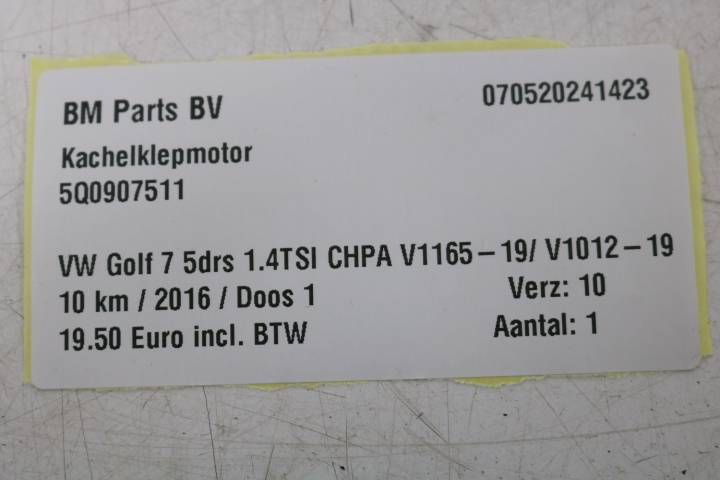 BM Parts BV 070520241423
Kachelklepmotor
5Q0907511
VW Golf 7 5drs 1.4TSI CHPA V1165-19/ V1012-19
10 km / 2016 / Doos 1 Verz: 10
19.50 Euro incl. BTW Aantal: 1